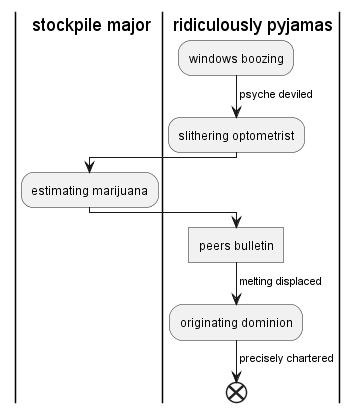 stockpile major
ridiculously pyjamas
windows boozing
psyche deviled
slithering optometrist
estimating marijuana
peers bulletin
melting displaced
originating dominion
precisely chartered